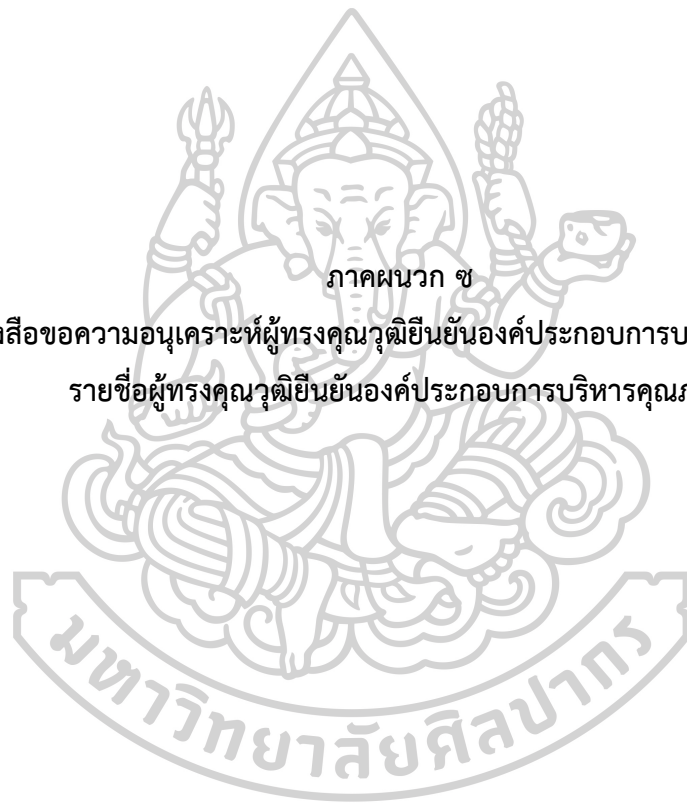 ภาคผนวก ซ
งสือขอความอนุเคราะห์ผู้ทรงคุณวุฒิยืนยันองค์ประกอบการบ
รายชื่อผู้ทรงคุณวุฒิยืนยันองค์ประกอบการบริหารคุณภ
มหาวิทยาลัยศิลปากร